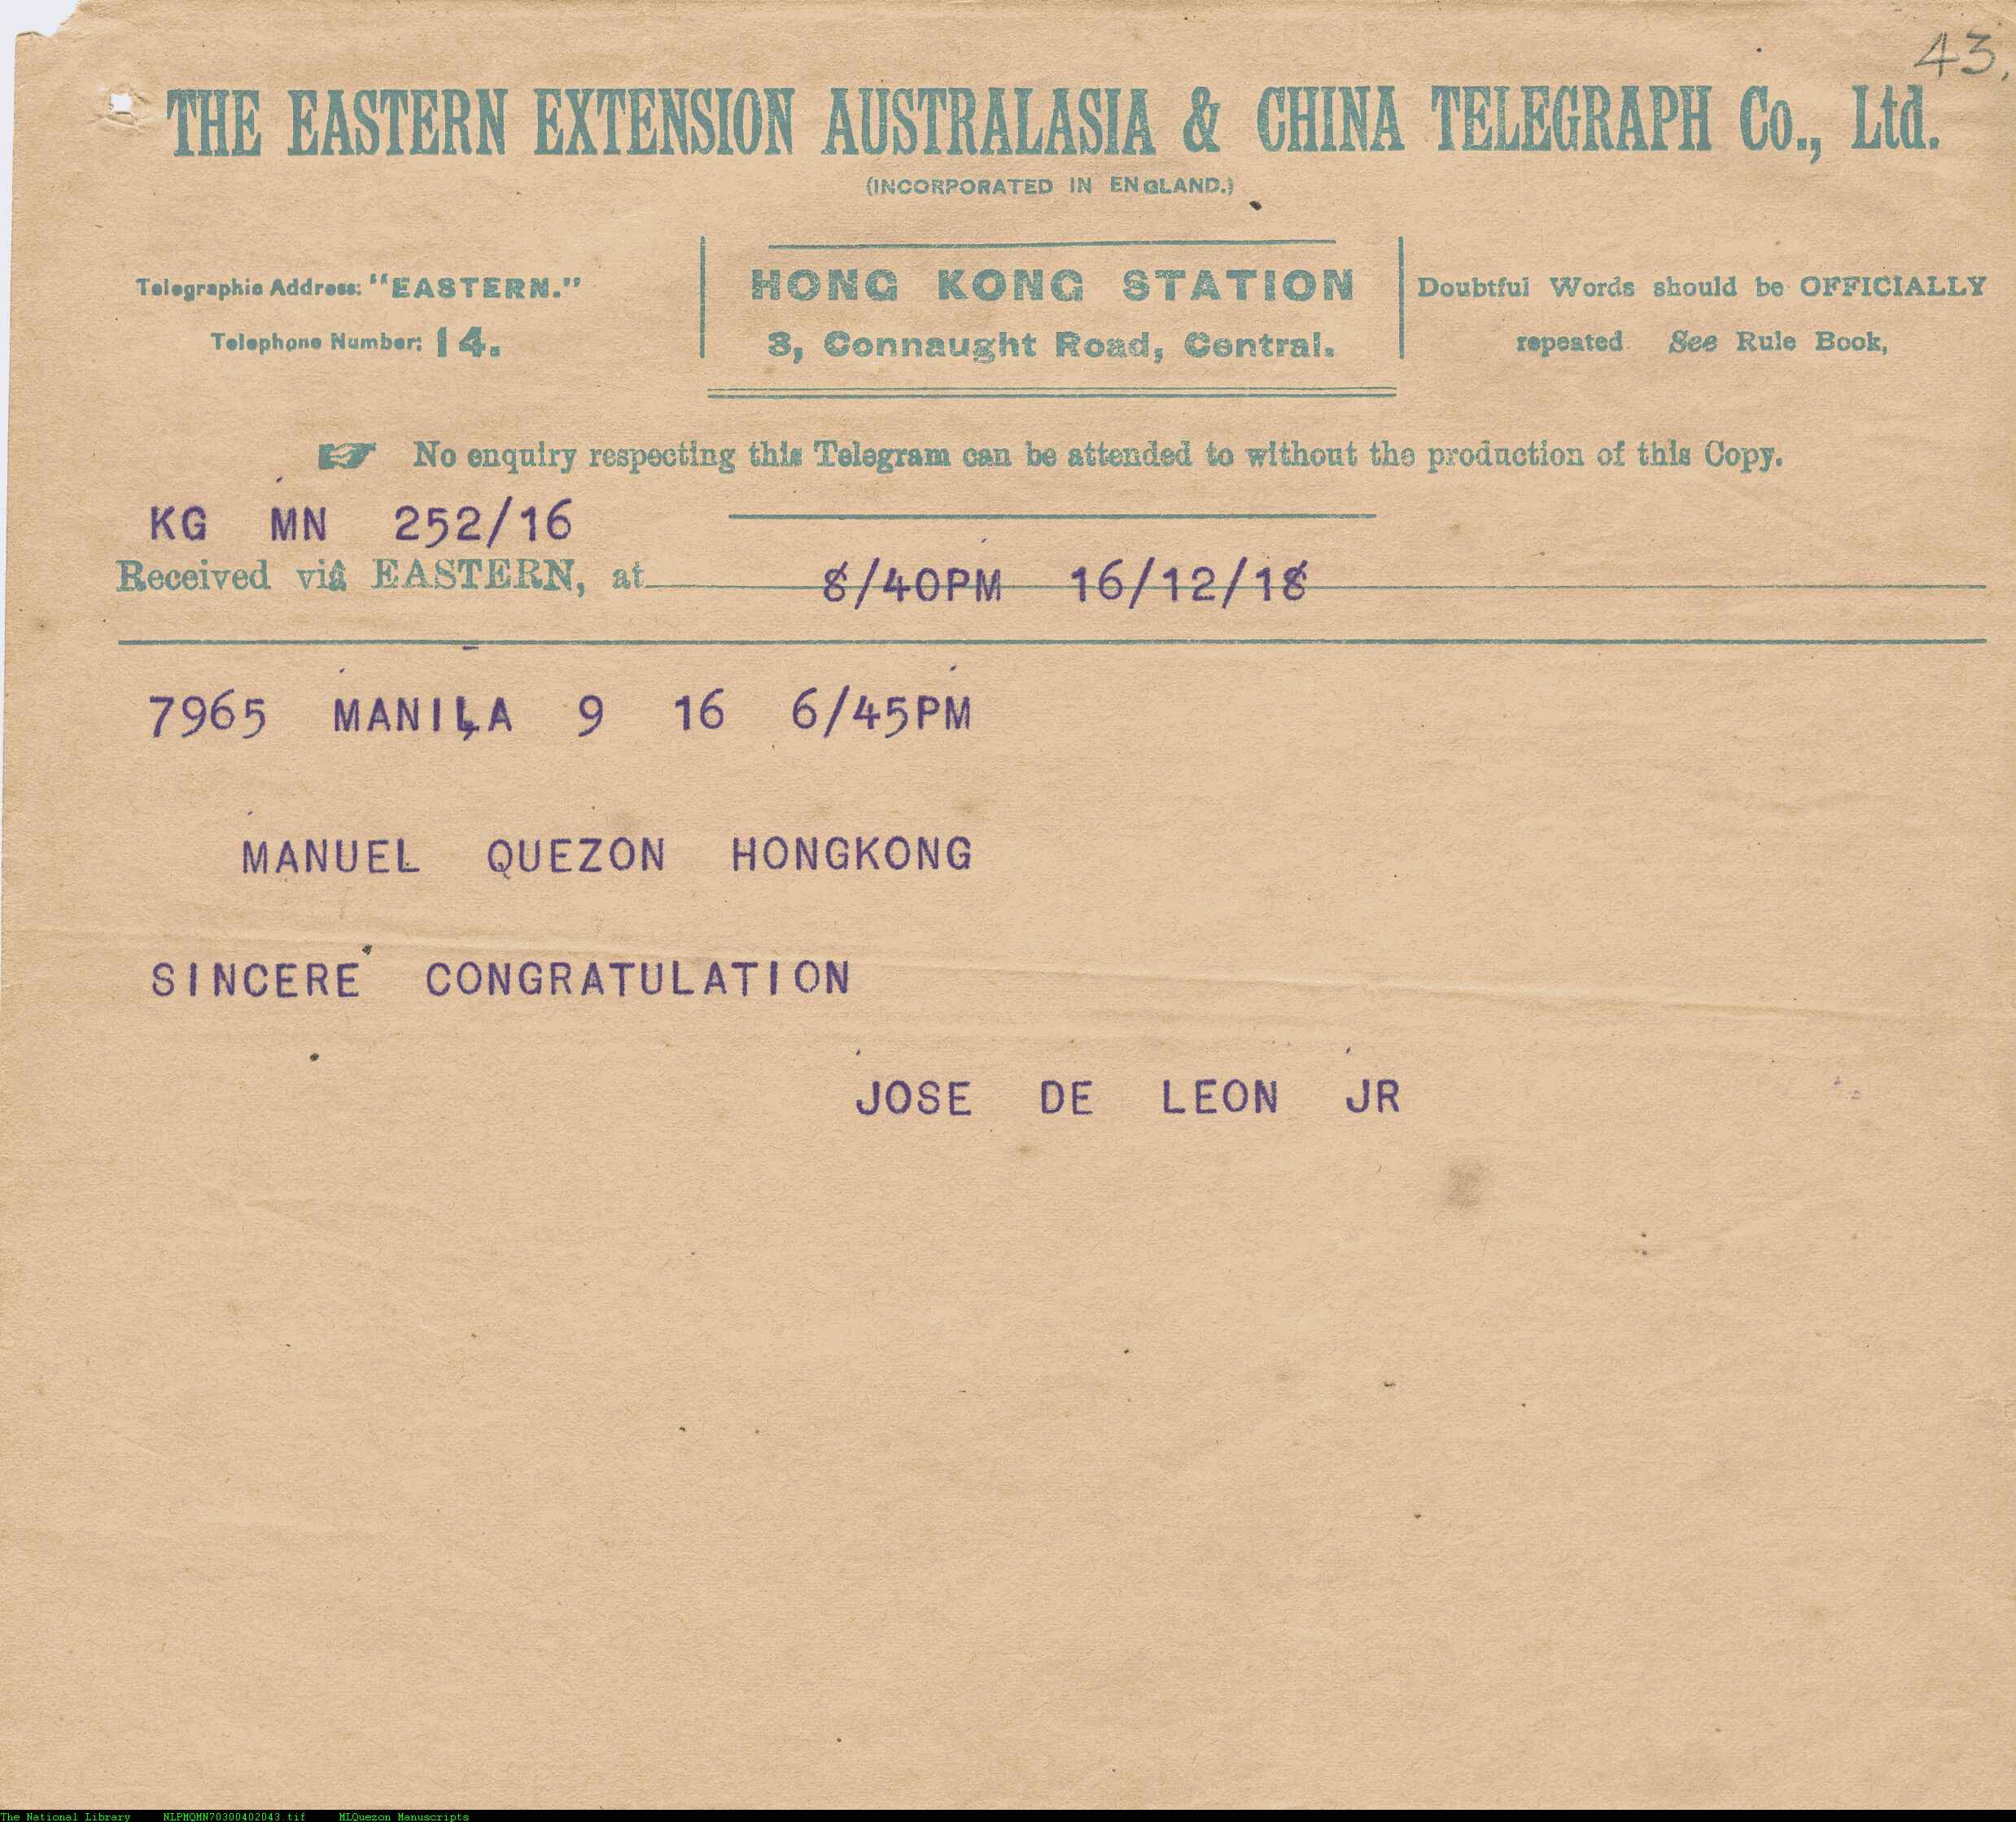 43.
THE EASTERN EXTENSION AUSTRALASIA & CHINA TELEGRAPH Co., Ltd.
(INCORPORATED IN ENGLAND.)
Telegraphic Address: "EASTERN."
Telephone Number: 14.
HONG KONG STATION
3, Connaught Road, Central.
Doubtful Words should be OFFICIALLY
repeated See Rule Book,
☞ No enquiry respecting this Telegram can be attended to without the production of this Copy.
KG MN 252/16
Received viâ EASTERN, at 8/40PM 16/12/18
7965 MANILA 9 16 6/45PM
MANUEL QUEZON HONGKONG
SINCERE CONGRATULATION
JOSE DE LEON JR
The National Library NLPMQMN70300402043.tif MLQuezon Manuscripts